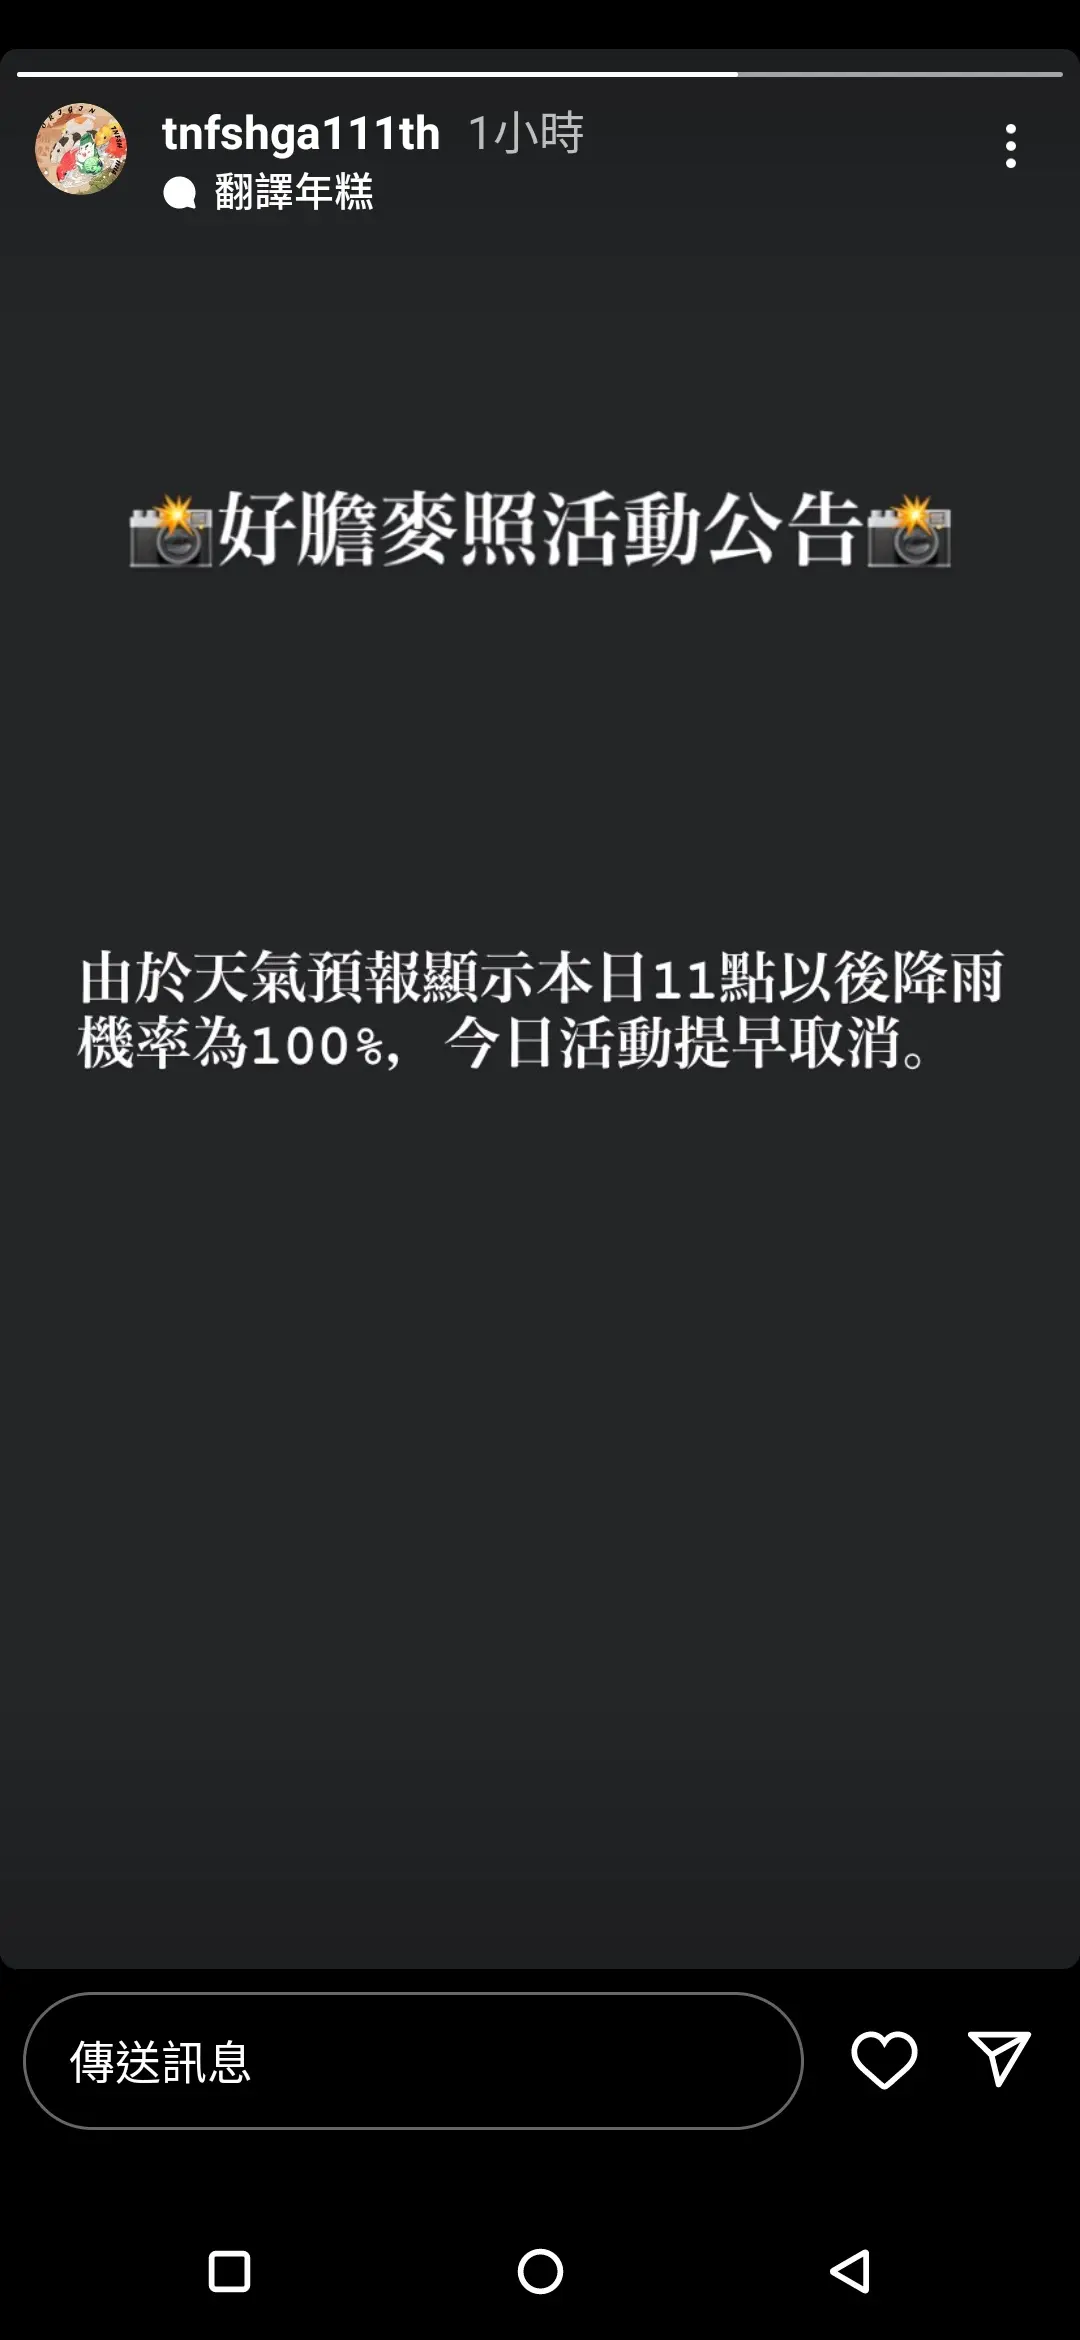 tnfshga111th 1小時
翻譯年糕
📸好膽麥照活動公告📸
由於天氣預報顯示本日11點以後降雨
機率為100%，今日活動提早取消。
傳送訊息